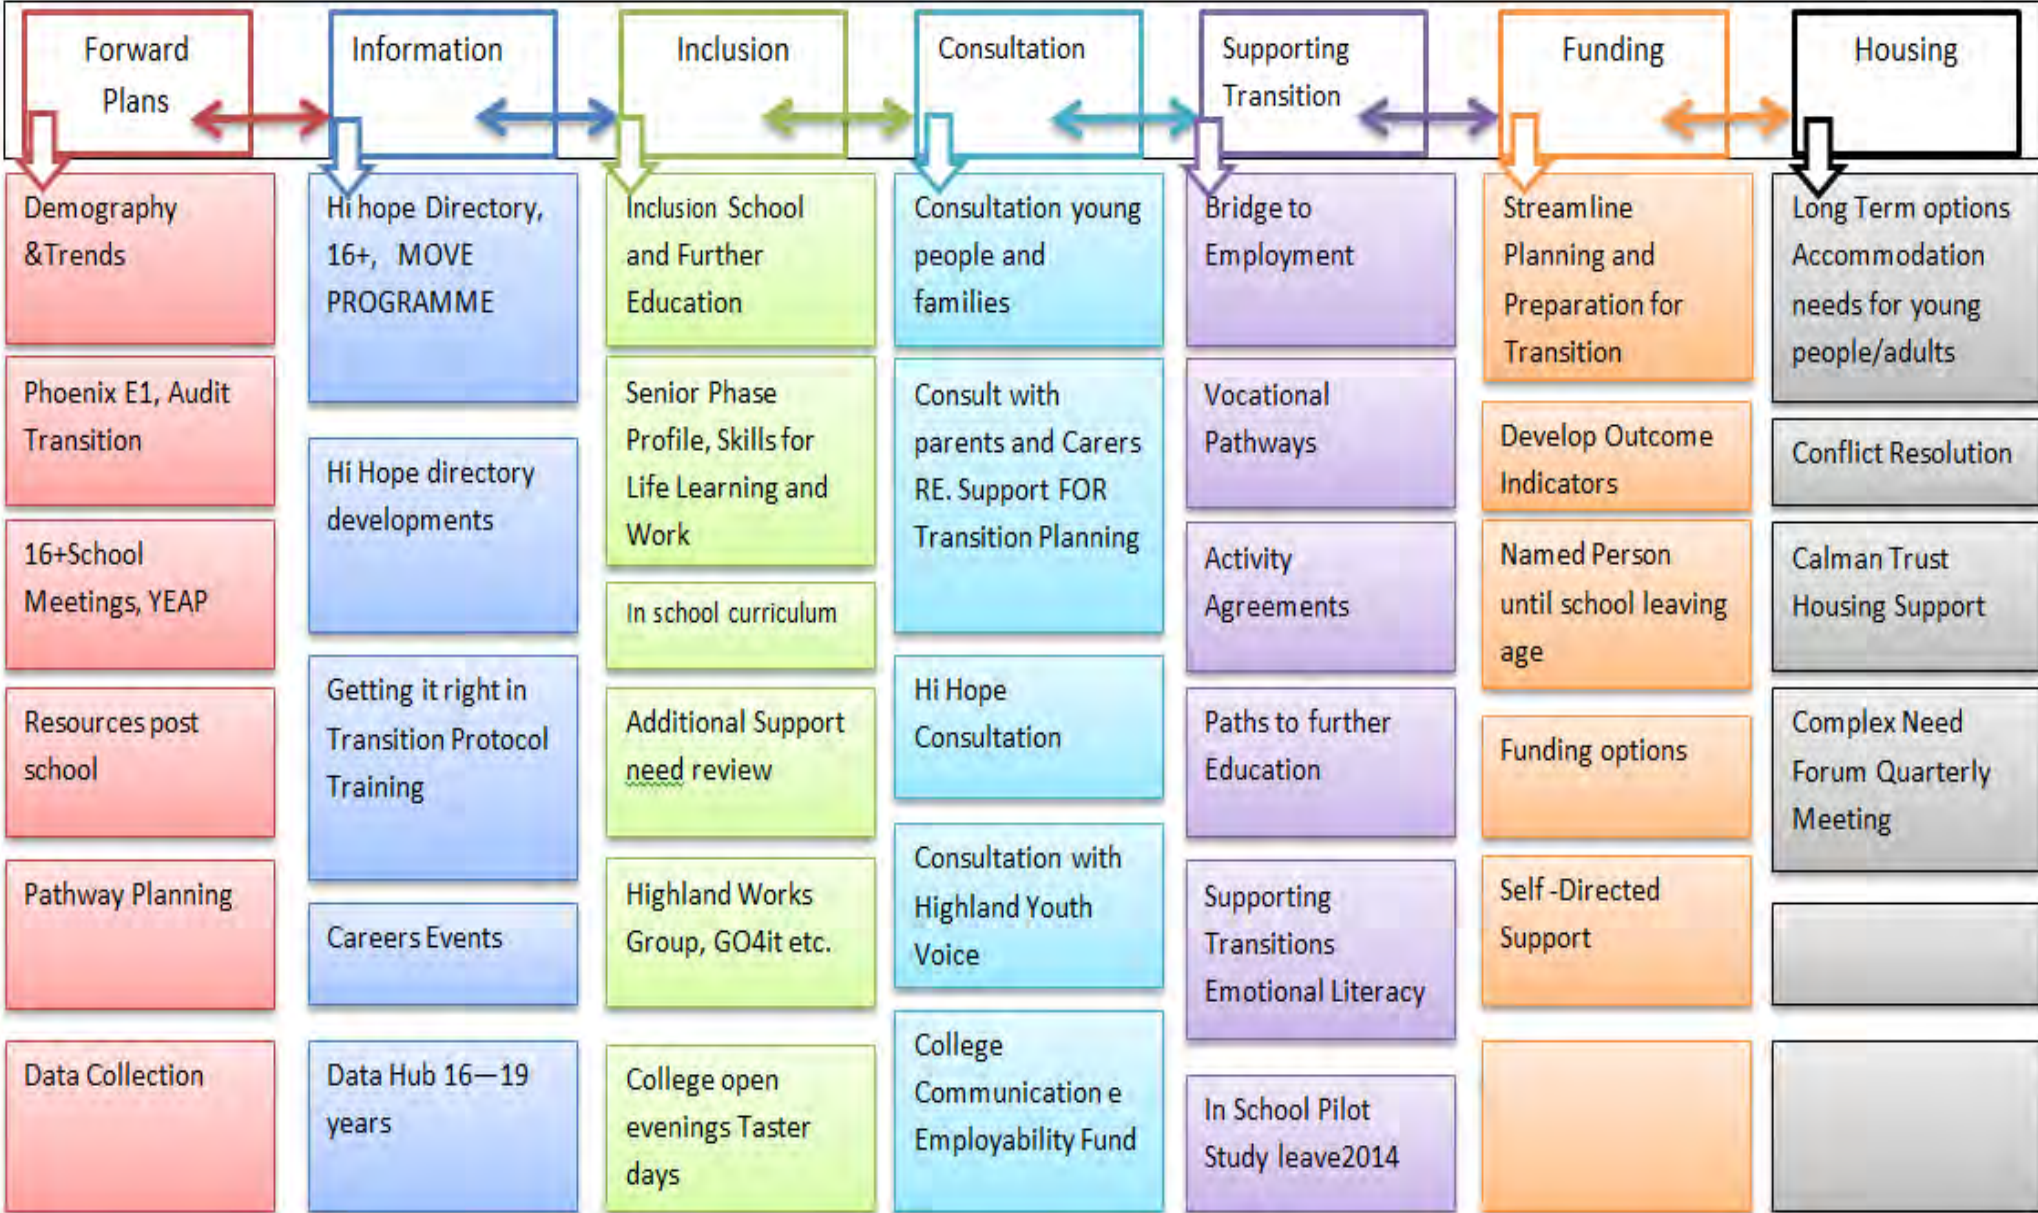 Forward
Plans
Information
Inclusion
Consultation
Supporting
Transition
Funding
Housing
Demography
&Trends
Phoenix E1, Audit
Transition
16+School
Meetings, YEAP
Resources post
school
Pathway Planning
Data Collection
Hi hope Directory,
16+, MOVE
PROGRAMME
Hi Hope directory
developments
Getting it right in
Transition Protocol
Training
Careers Events
Data Hub 16—19
years
Inclusion School
and Further
Education
Senior Phase
Profile, Skills for
Life Learning and
Work
In school curriculum
Additional Support
need review
Highland Works
Group, GO4it etc.
College open
evenings Taster
days
Consultation young
people and
families
Consult with
parents and Carers
RE. Support FOR
Transition Planning
Hi Hope
Consultation
Consultation with
Highland Youth
Voice
College
Communication e
Employability Fund
Bridge to
Employment
Vocational
Pathways
Activity
Agreements
Paths to further
Education
Supporting
Transitions
Emotional Literacy
In School Pilot
Study leave2014
Streamline
Planning and
Preparation for
Transition
Develop Outcome
Indicators
Named Person
until school leaving
age
Funding options
Self -Directed
Support
Long Term options
Accommodation
needs for young
people/adults
Conflict Resolution
Calman Trust
Housing Support
Complex Need
Forum Quarterly
Meeting